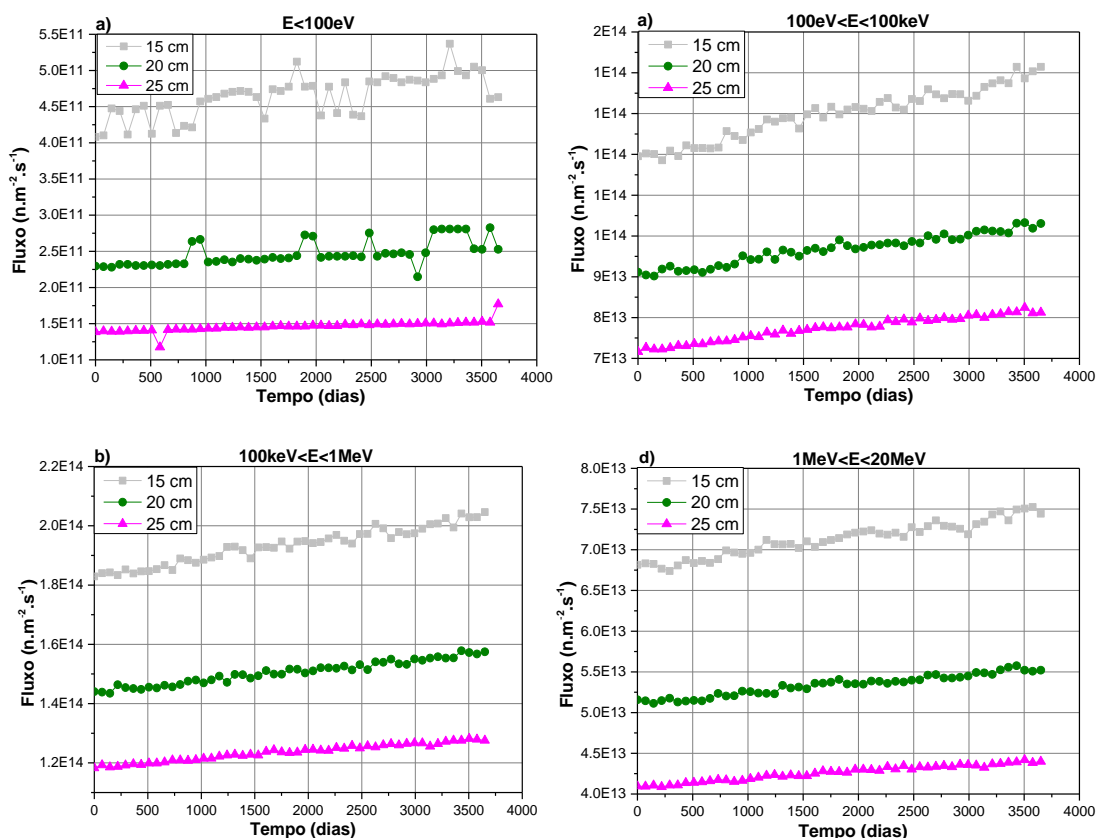 a) E<100eV
15 cm
20 cm
25 cm
5.5E11
5.0E11
4.5E11
4.0E11
3.5E11
3.0E11
2.5E11
2.0E11
1.5E11
1.0E11
Fluxo (n.m-2.s-1)
0 500 1000 1500 2000 2500 3000 3500 4000
Tempo (dias)
a) 100eV<E<100keV
15 cm
20 cm
25 cm
2E14
1E14
1E14
1E14
1E14
1E14
9E13
8E13
7E13
Fluxo (n.m-2.s-1)
0 500 1000 1500 2000 2500 3000 3500 4000
Tempo (dias)
b) 100keV<E<1MeV
15 cm
20 cm
25 cm
2.2E14
2.0E14
1.8E14
1.6E14
1.4E14
1.2E14
Fluxo (n.m-2.s-1)
0 500 1000 1500 2000 2500 3000 3500 4000
Tempo (dias)
d) 1MeV<E<20MeV
15 cm
20 cm
25 cm
8.0E13
7.5E13
7.0E13
6.5E13
6.0E13
5.5E13
5.0E13
4.5E13
4.0E13
Fluxo (n.m-2.s-1)
0 500 1000 1500 2000 2500 3000 3500 4000
Tempo (dias)